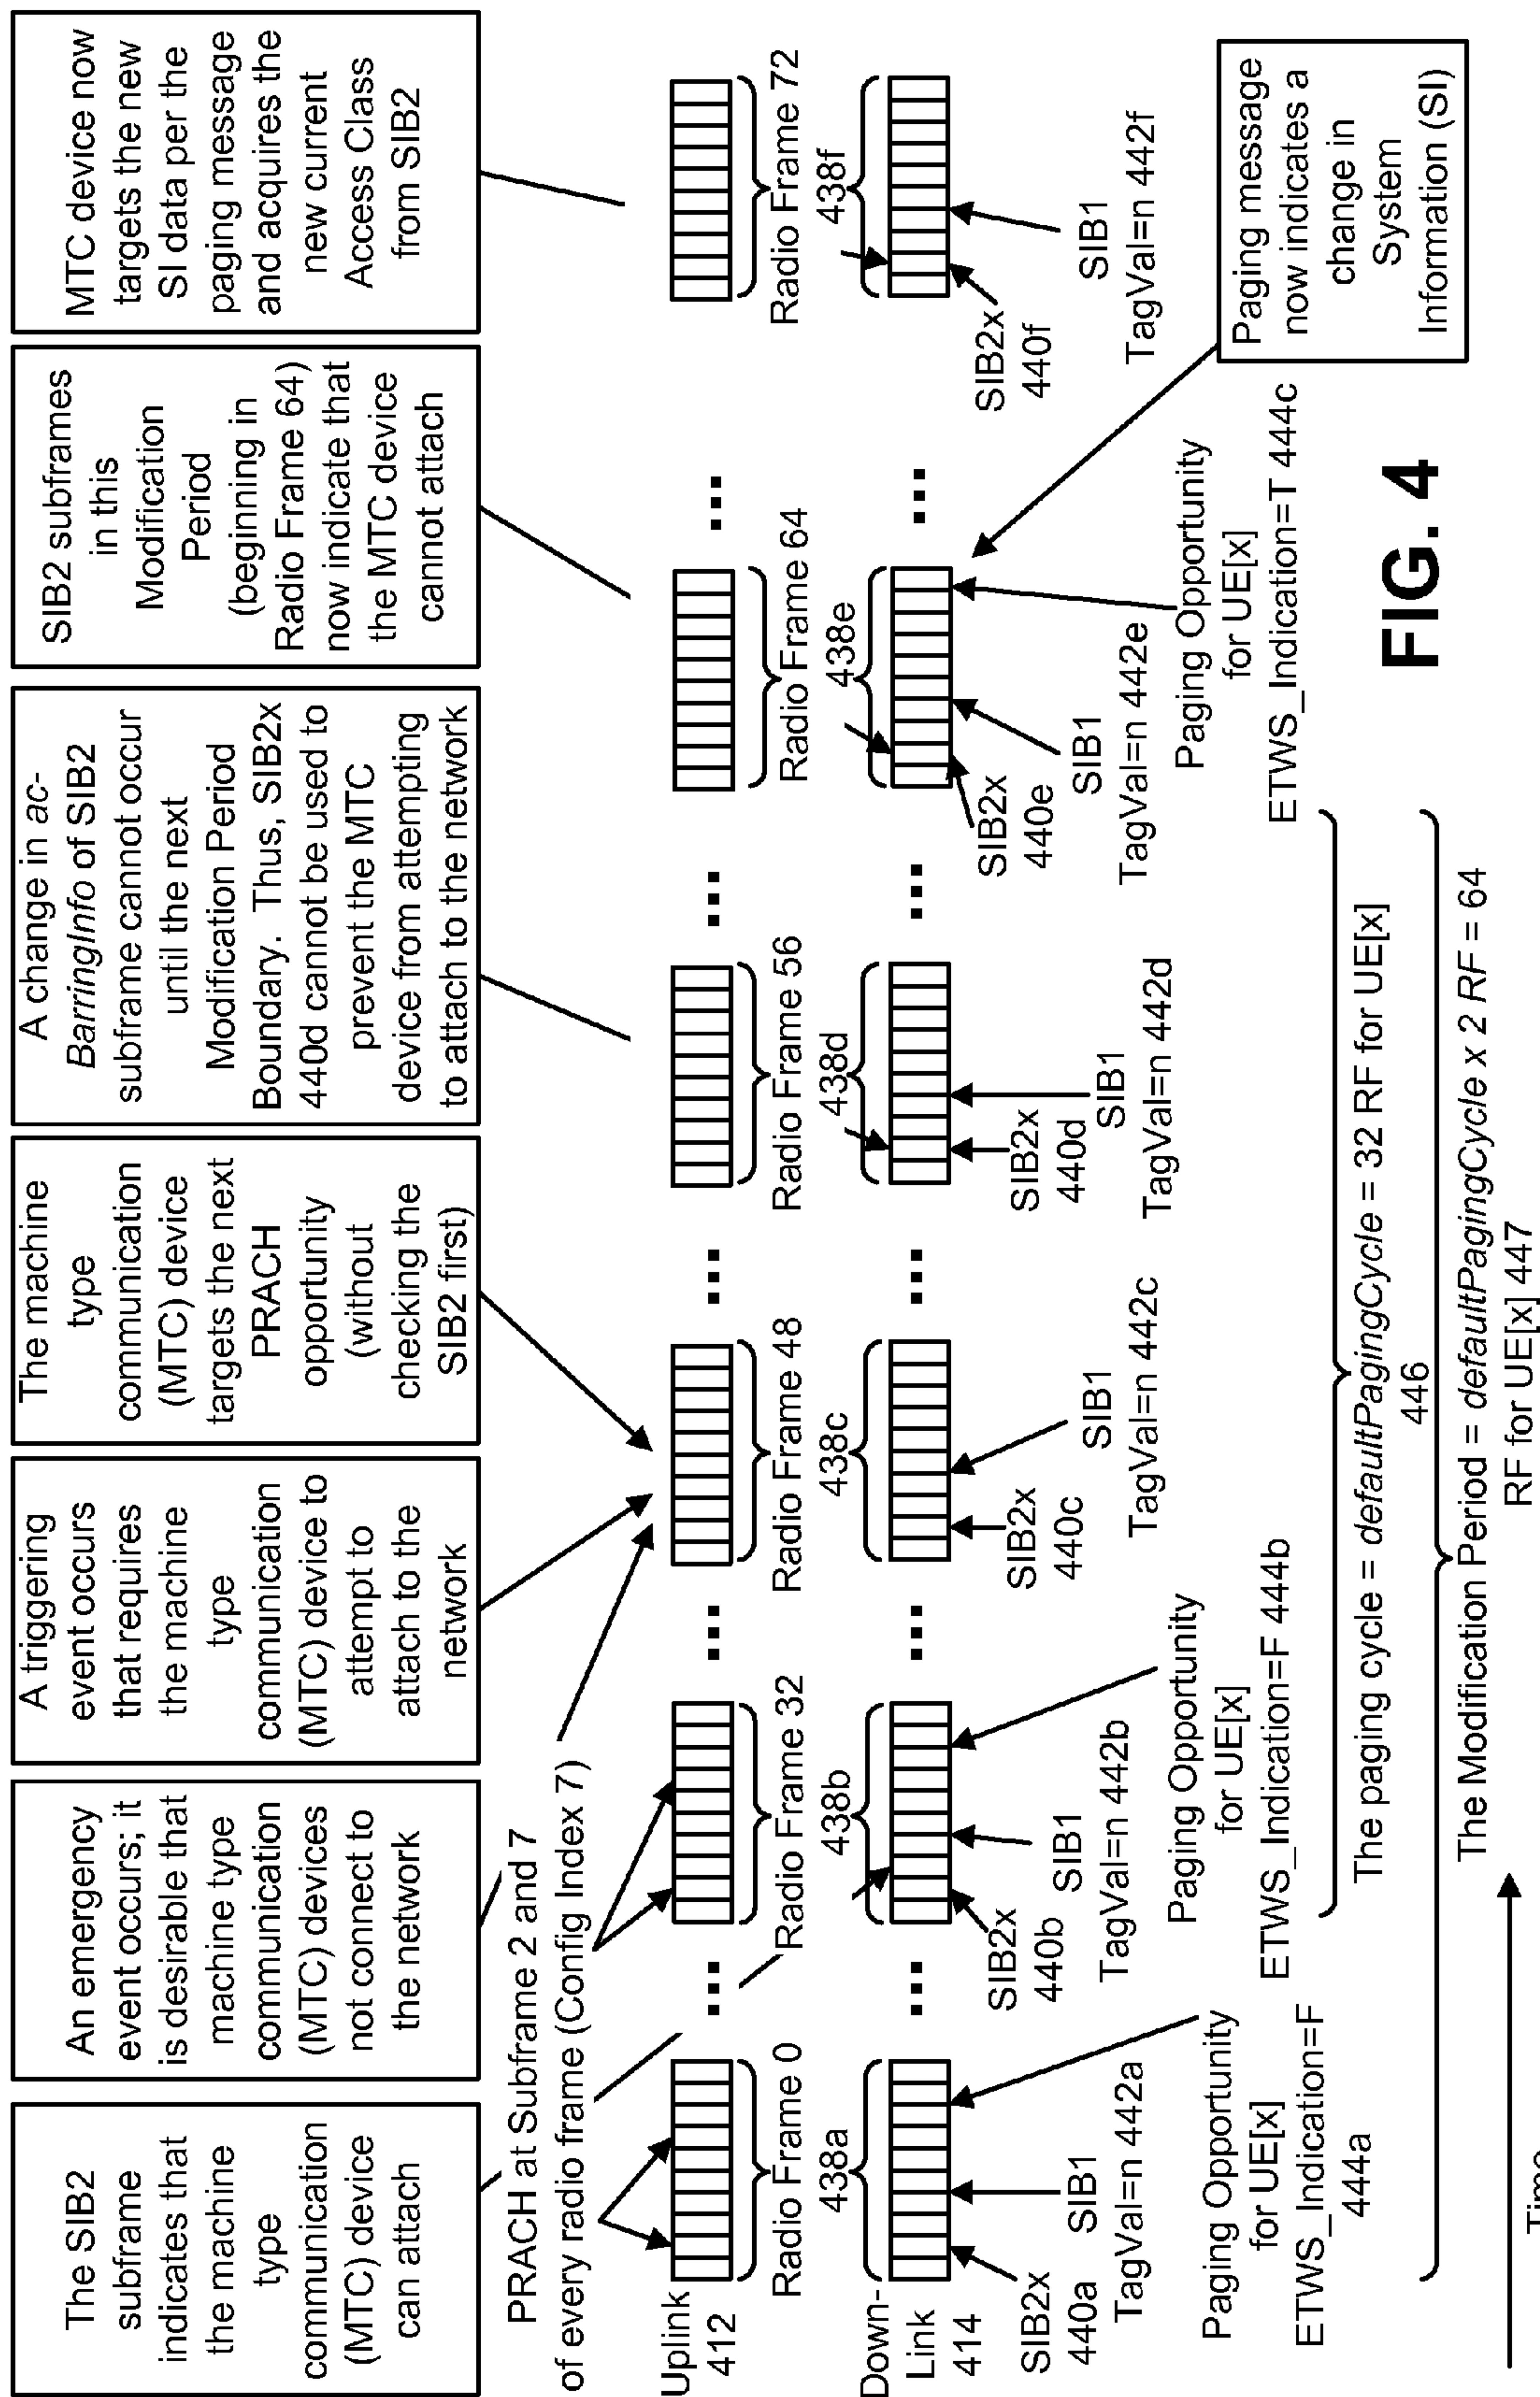 The SIB2
subframe
indicates that
the machine
type
communication
(MTC) device
can attach
An emergency
event occurs; it
is desirable that
machine type
communication
(MTC) devices
not connect to
the network
A triggering
event occurs
that requires
the machine
type
communication
(MTC) device to
attempt to
attach to the
network
The machine
type
communication
(MTC) device
targets the next
PRACH
opportunity
(without
checking the
SIB2 first)
A change in ac-
BarringInfo of SIB2
subframe cannot occur
until the next
Modification Period
Boundary. Thus, SIB2x
440d cannot be used to
prevent the MTC
device from attempting
to attach to the network
SIB2 subframes
in this
Modification
Period
(beginning in
Radio Frame 64)
now indicate that
the MTC device
cannot attach
MTC device now
targets the new
SI data per the
paging message
and acquires the
new current
Access Class
from SIB2
PRACH at Subframe 2 and 7
of every radio frame (Config Index 7)
Uplink
412
...
...
...
...
...
Radio Frame 0
Radio Frame 32
Radio Frame 48
Radio Frame 56
Radio Frame 64
Radio Frame 72
438a
438b
438c
438d
438e
438f
Down-
Link
414
...
...
...
...
...
SIB2x
440a
SIB1
TagVal=n 442a
Paging Opportunity
for UE[x]
ETWS_Indication=F
444a
SIB2x
440b
SIB1
TagVal=n 442b
Paging Opportunity
for UE[x]
ETWS_Indication=F 444b
SIB2x
440c
SIB1
TagVal=n 442c
SIB2x
440d
SIB1
TagVal=n 442d
SIB2x
440e
SIB1
TagVal=n 442e
Paging Opportunity
for UE[x]
ETWS_Indication=T 444c
SIB2x
440f
SIB1
TagVal=n 442f
Paging message
now indicates a
change in
System
Information (SI)
The paging cycle = defaultPagingCycle = 32 RF for UE[x]
446
The Modification Period = defaultPagingCycle x 2 RF = 64
RF for UE[x] 447
Time
FIG. 4